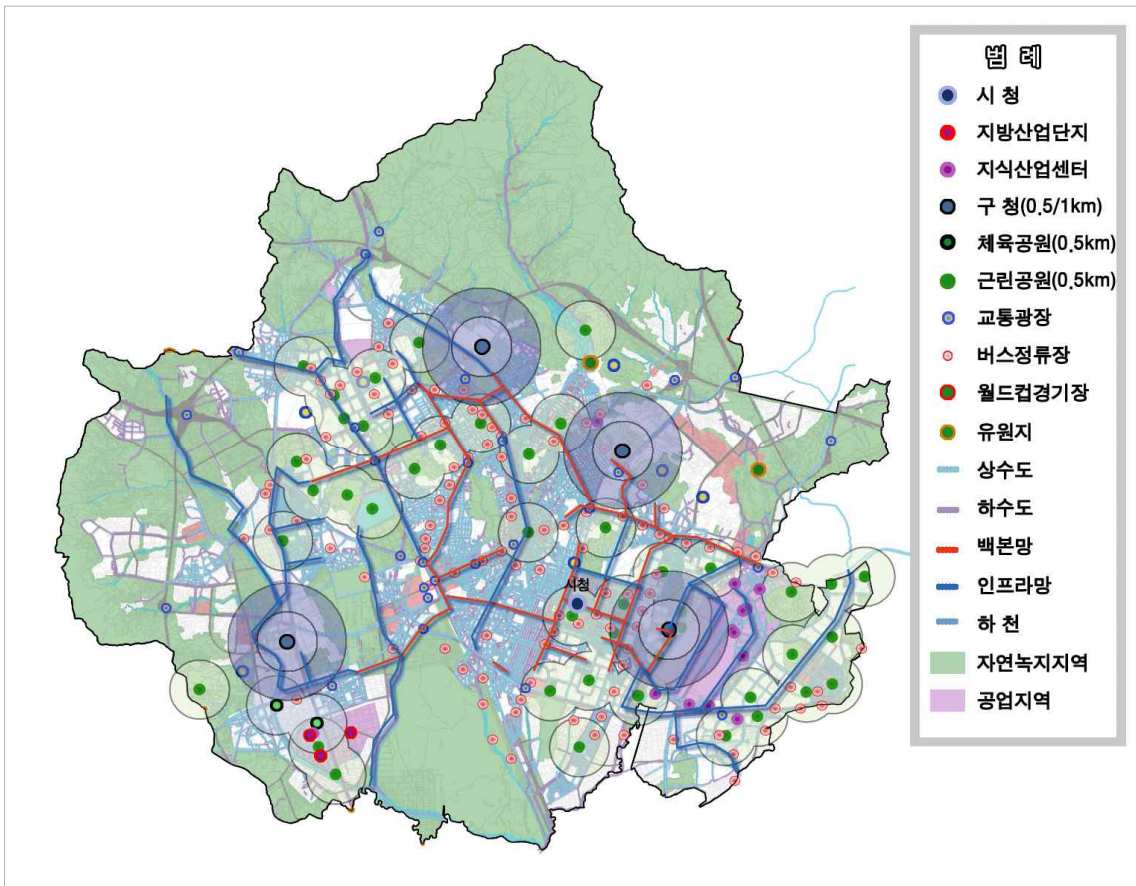 범 례
시 청
지방산업단지
지식산업센터
구 청(0.5/1km)
체육공원(0.5km)
근린공원(0.5km)
교통광장
버스정류장
월드컵경기장
유원지
상수도
하수도
백본망
인프라망
하 천
자연녹지지역
공업지역
시청